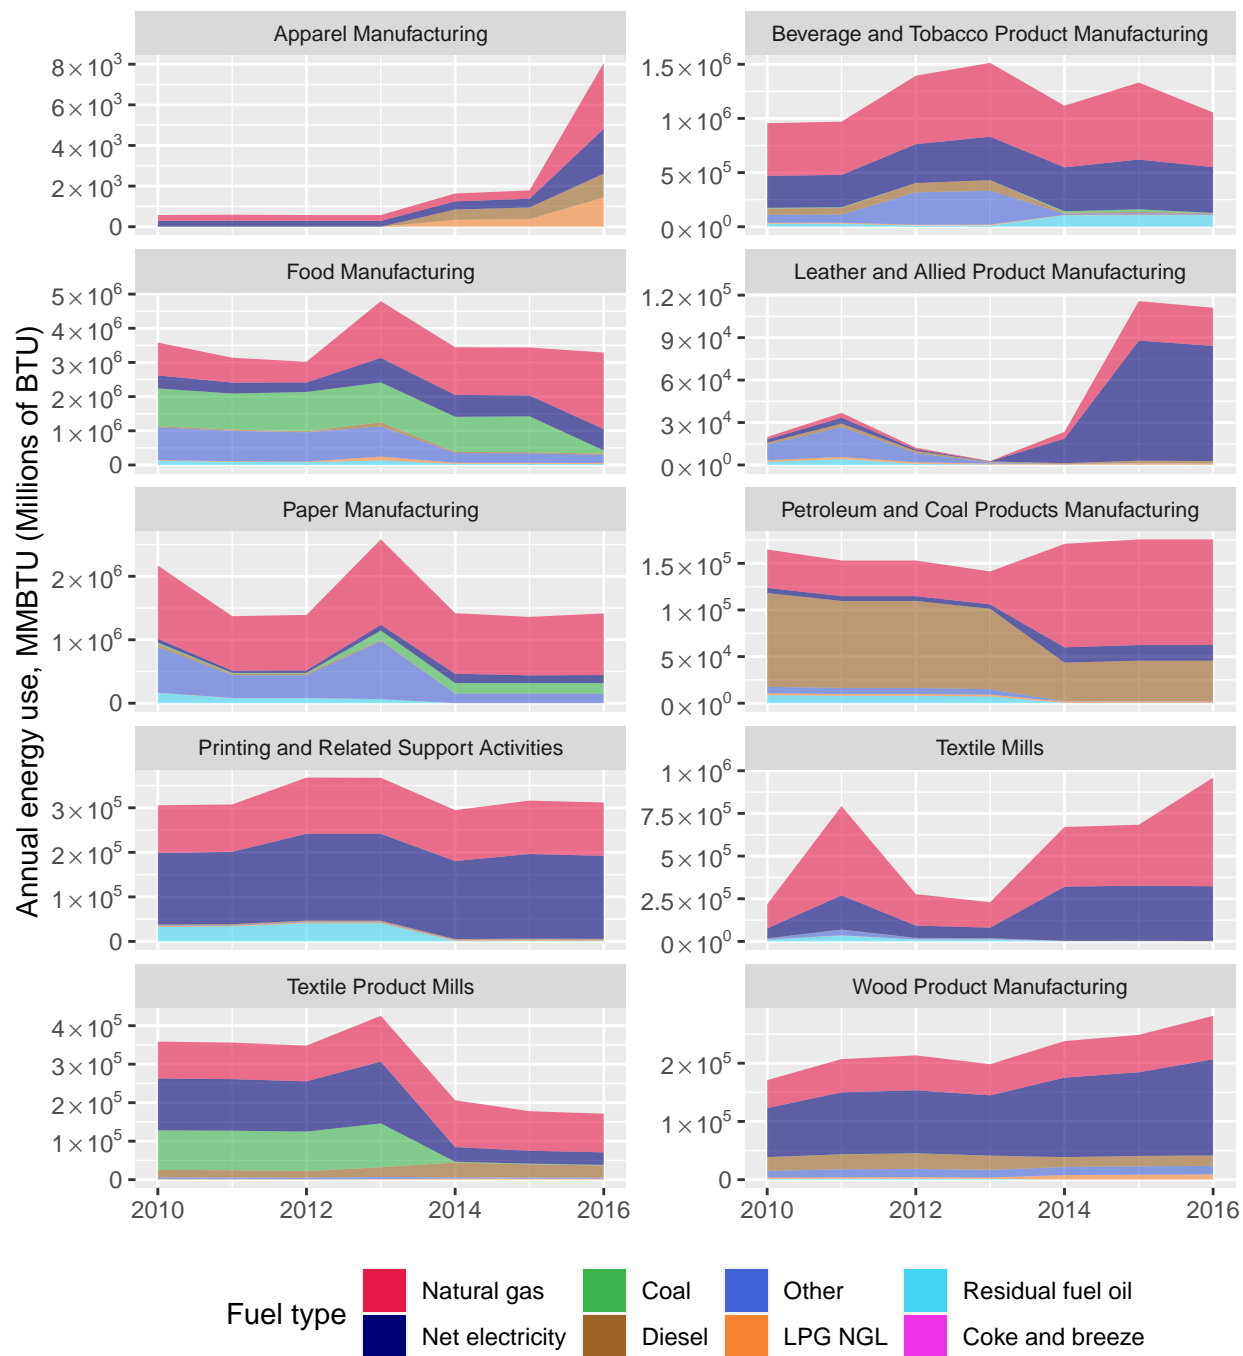 Annual energy use, MMBTU (Millions of BTU)
Apparel Manufacturing
8×10³
6×10³
4×10³
2×10³
0
Beverage and Tobacco Product Manufacturing
1.5×10⁶
1×10⁶
5×10⁵
0×10⁰
Food Manufacturing
5×10⁶
4×10⁶
3×10⁶
2×10⁶
1×10⁶
0
Leather and Allied Product Manufacturing
1.2×10⁵
9×10⁴
6×10⁴
3×10⁴
0×10⁰
Paper Manufacturing
2×10⁶
1×10⁶
0
Petroleum and Coal Products Manufacturing
1.5×10⁵
1×10⁵
5×10⁴
0×10⁰
Printing and Related Support Activities
3×10⁵
2×10⁵
1×10⁵
0
Textile Mills
1×10⁶
7.5×10⁵
5×10⁵
2.5×10⁵
0×10⁰
Textile Product Mills
4×10⁵
3×10⁵
2×10⁵
1×10⁵
0
2010 2012 2014 2016
Wood Product Manufacturing
2×10⁵
1×10⁵
0
2010 2012 2014 2016
Fuel type
Natural gas Coal Other Residual fuel oil
Net electricity Diesel LPG NGL Coke and breeze